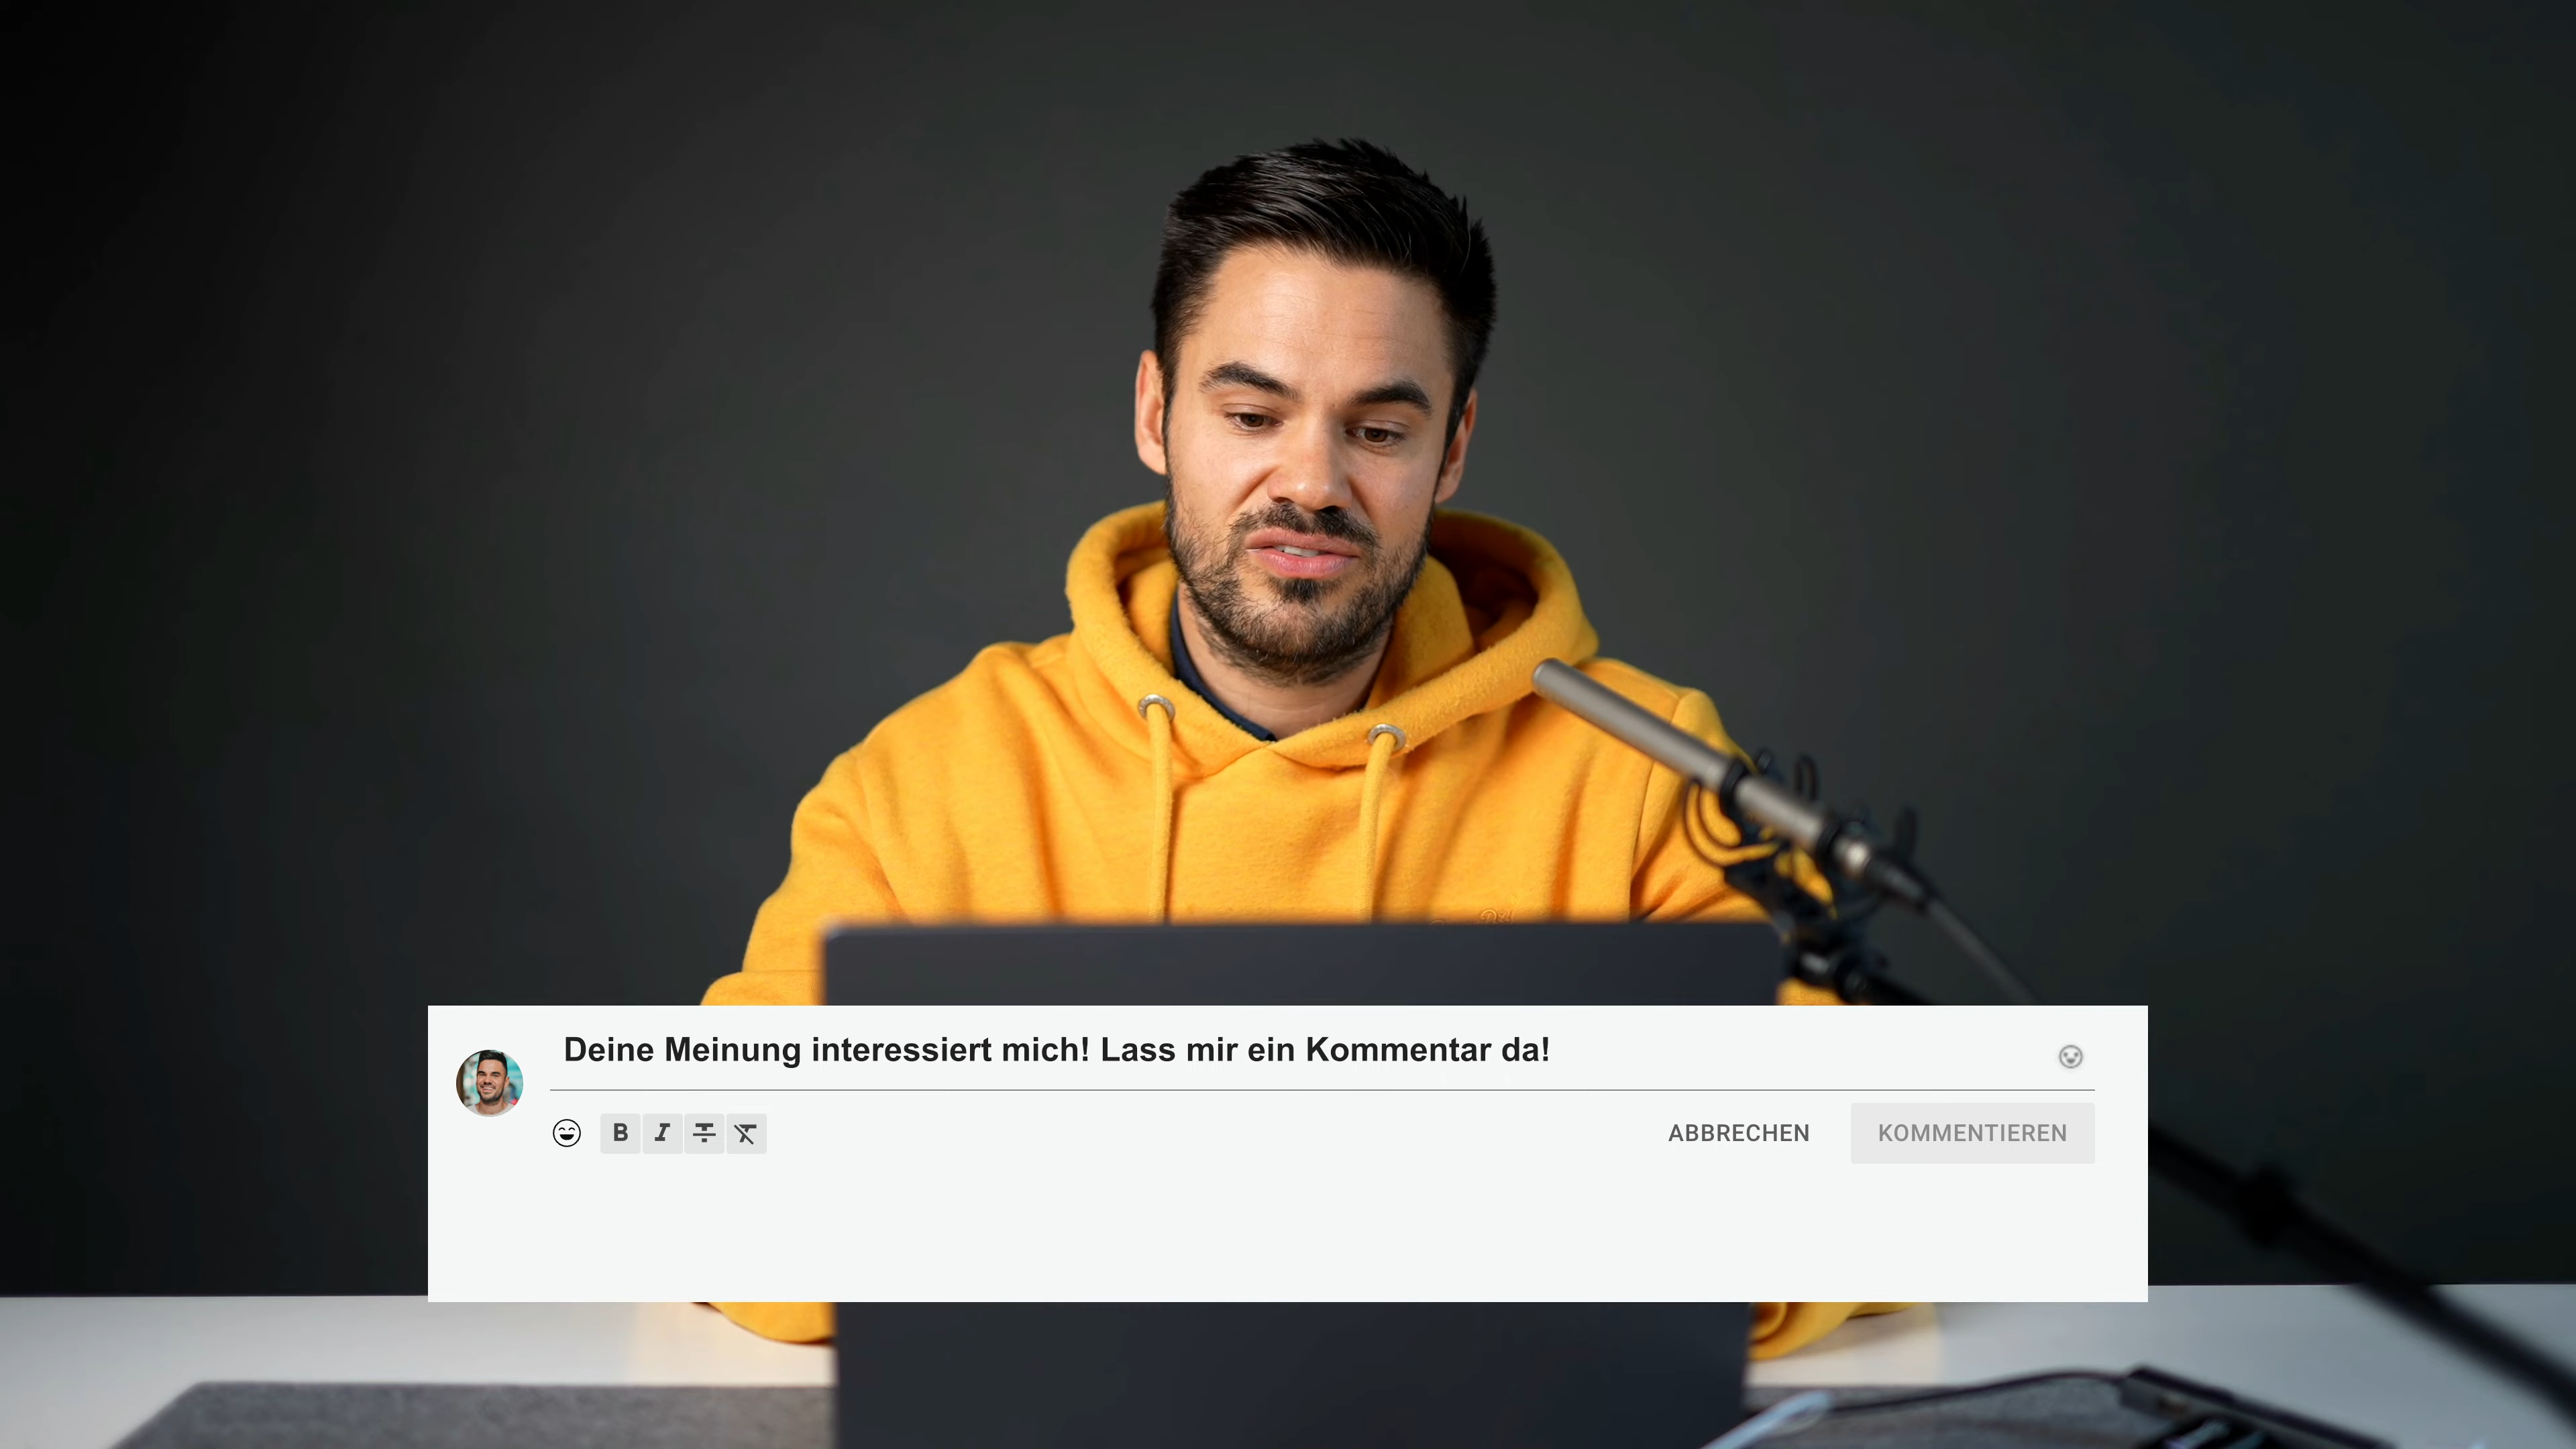 Deine Meinung interessiert mich! Lass mir ein Kommentar da!
B I T T
ABBRECHEN
KOMMENTIEREN